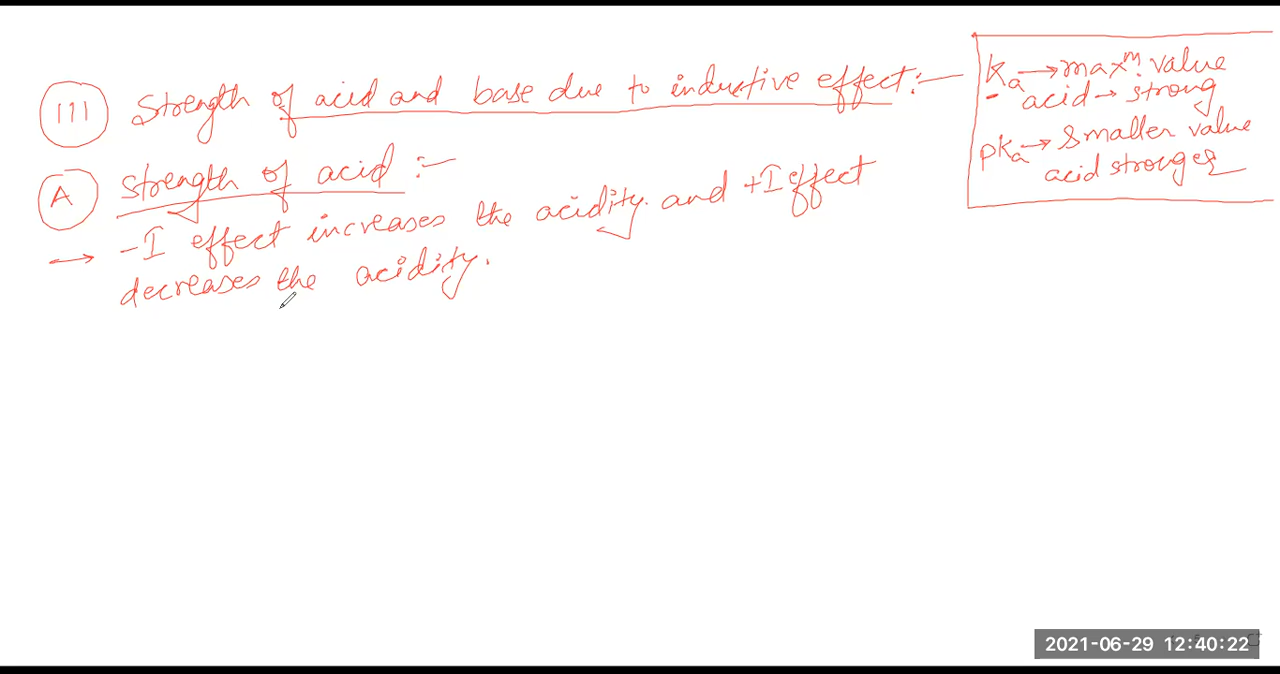 III Strength of acid and base due to inductive effect :-
A Strength of acid :-
→ -I effect increases the acidity. and +I effect
decreases the acidity.
Ka → maxᵐ. value
acid → strong
pKa → Smaller value
acid stronger
2021-06-29 12:40:22